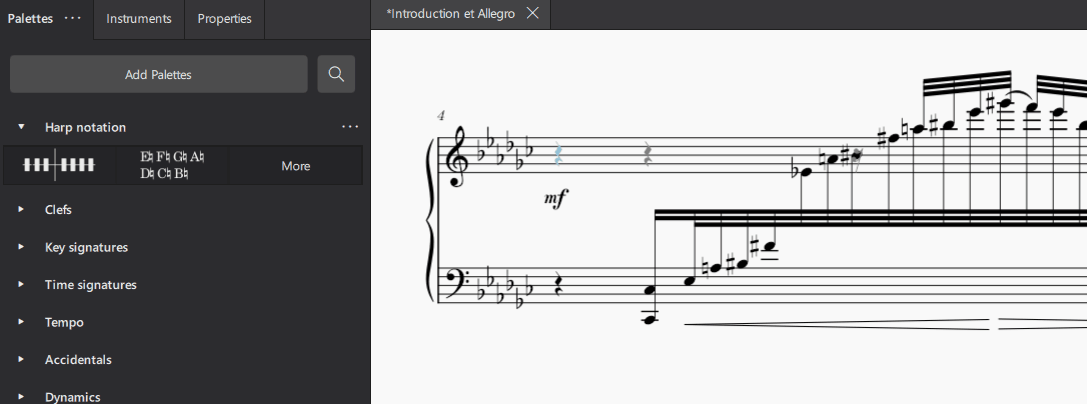 Palettes ···
Instruments
Properties
*Introduction et Allegro
Add Palettes
Harp notation ···
E♮ F♮ G♮ A♮
D♮ C♮ B♮
More
Clefs
Key signatures
Time signatures
Tempo
Accidentals
Dynamics
4
mf